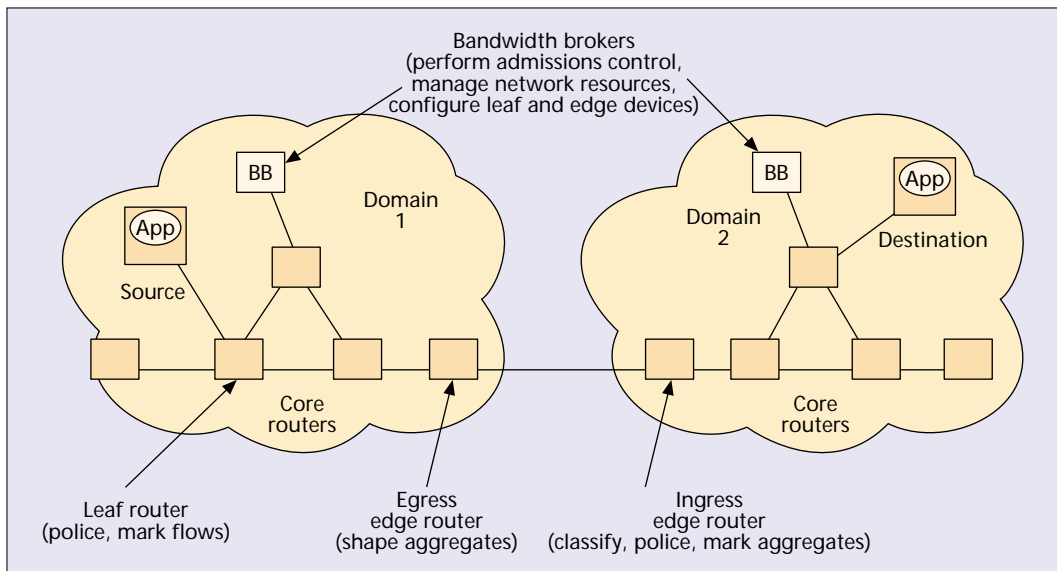 Bandwidth brokers
(perform admissions control,
manage network resources,
configure leaf and edge devices)
BB
App
Source
Domain
1
BB
App
Domain
2
Destination
Core
routers
Core
routers
Leaf router
(police, mark flows)
Egress
edge router
(shape aggregates)
Ingress
edge router
(classify, police, mark aggregates)